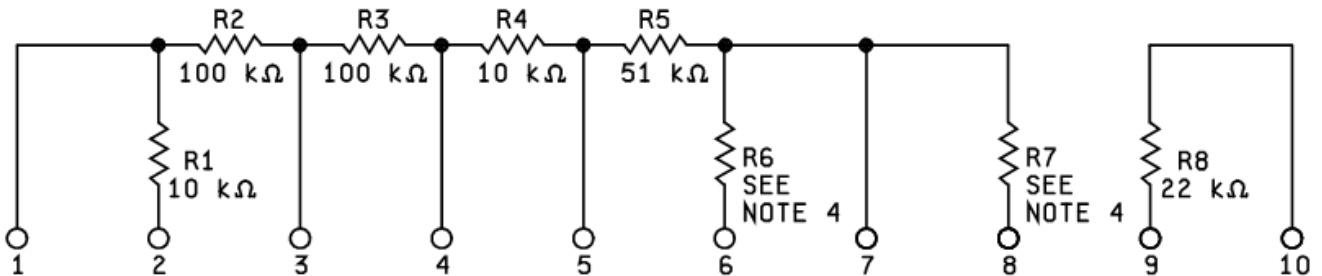 R2
R3
R4
R5
100 kΩ
100 kΩ
10 kΩ
51 kΩ
R1
10 kΩ
R6
SEE
NOTE 4
R7
SEE
NOTE 4
R8
22 kΩ
1
2
3
4
5
6
7
8
9
10